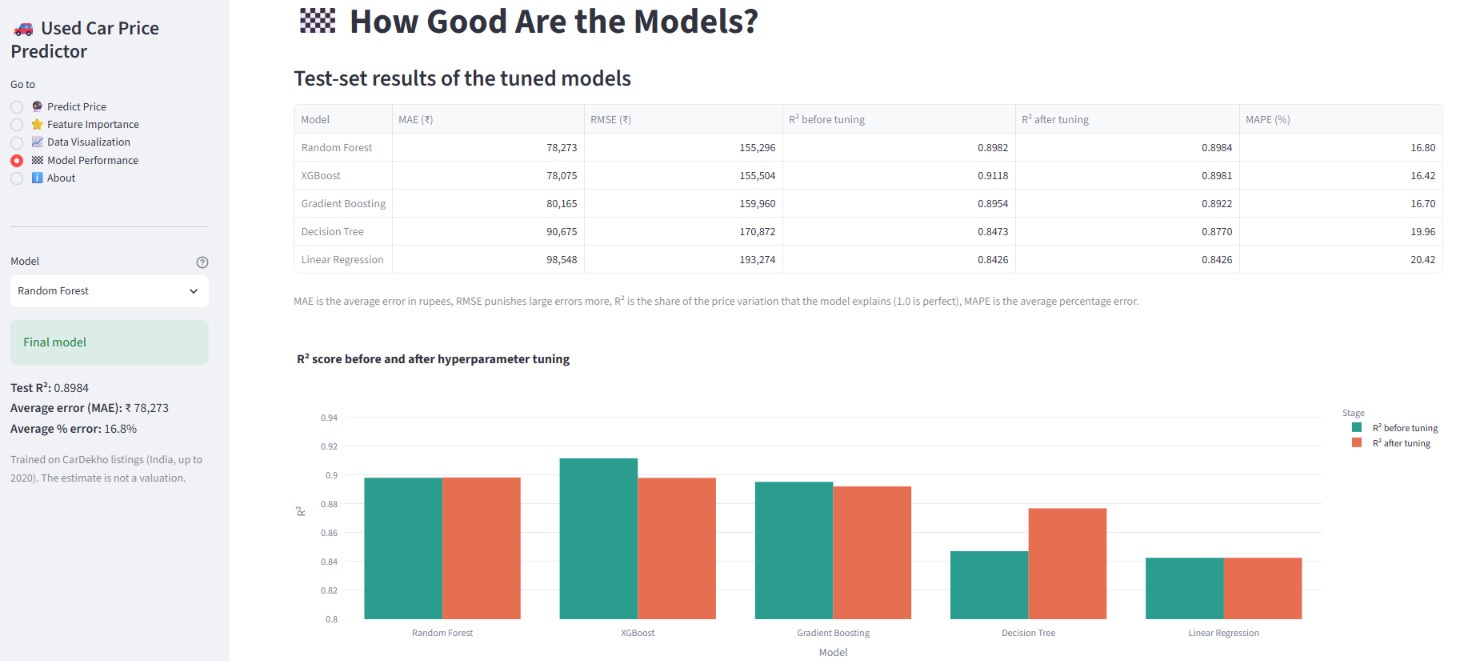 Used Car Price
Predictor
Go to
Predict Price
Feature Importance
Data Visualization
Model Performance
About
Model
Random Forest
Final model
Test R²: 0.8984
Average error (MAE): ₹ 78,273
Average % error: 16.8%
Trained on CarDekho listings (India, up to
2020). The estimate is not a valuation.
How Good Are the Models?
Test-set results of the tuned models
Model MAE (₹) RMSE (₹) R² before tuning R² after tuning MAPE (%)
Random Forest 78,273 155,296 0.8982 0.8984 16.80
XGBoost 78,075 155,504 0.9118 0.8981 16.42
Gradient Boosting 80,165 159,960 0.8954 0.8922 16.70
Decision Tree 90,675 170,872 0.8473 0.8770 19.96
Linear Regression 98,548 193,274 0.8426 0.8426 20.42
MAE is the average error in rupees, RMSE punishes large errors more, R² is the share of the price variation that the model explains (1.0 is perfect), MAPE is the average percentage error.
R² score before and after hyperparameter tuning
Stage
R² before tuning
R² after tuning
0.94
0.92
0.9
0.88
0.86
0.84
0.82
0.8
R²
Random Forest XGBoost Gradient Boosting Decision Tree Linear Regression
Model